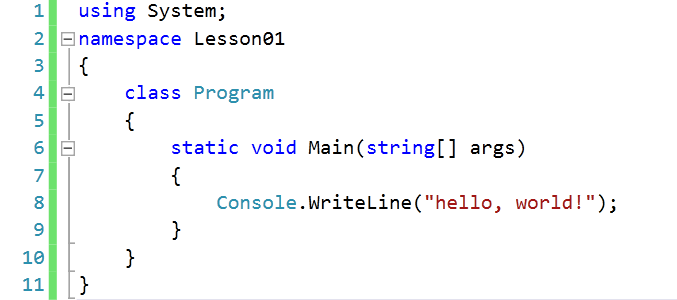 1 using System;
2 namespace Lesson01
3 {
4     class Program
5     {
6         static void Main(string[] args)
7         {
8             Console.WriteLine("hello, world!");
9         }
10     }
11 }